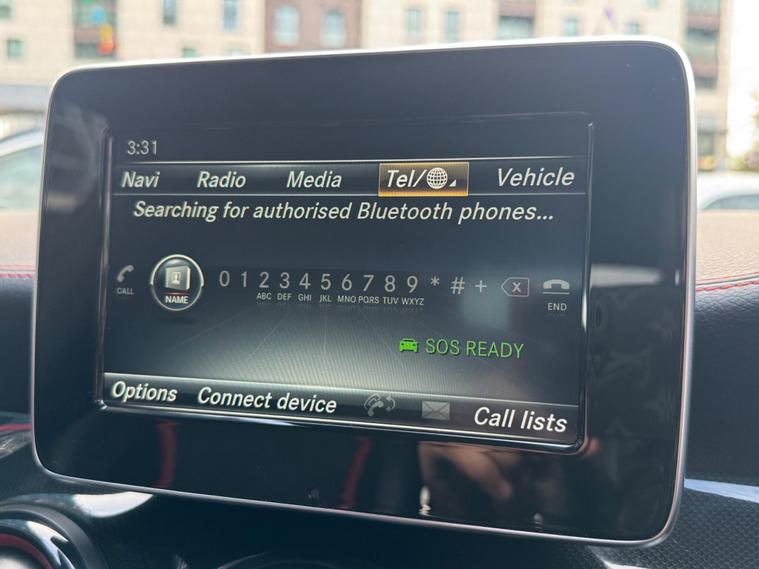 3:31
Navi Radio Media Tel/ Vehicle
Searching for authorised Bluetooth phones...
CALL NAME 0 1 2 3 4 5 6 7 8 9 * # + X END
ABC DEF GHI JKL MNO PQRS TUV WXYZ
SOS READY
Options Connect device Call lists